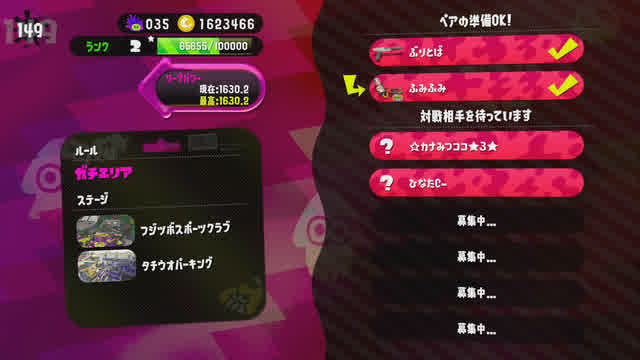 149
035
1623466
ランク 2 65655/100000
リーグパワー
現在:1630.2
最高:1630.2
ルール
ガチエリア
ステージ
フジツボスポーツクラブ
タチウオパーキング
ペアの準備OK!
ぷりとば
ふみふみ
対戦相手を待っています
? ☆カナみつココ★3★
? ひなたC-
募集中...
募集中...
募集中...
募集中...